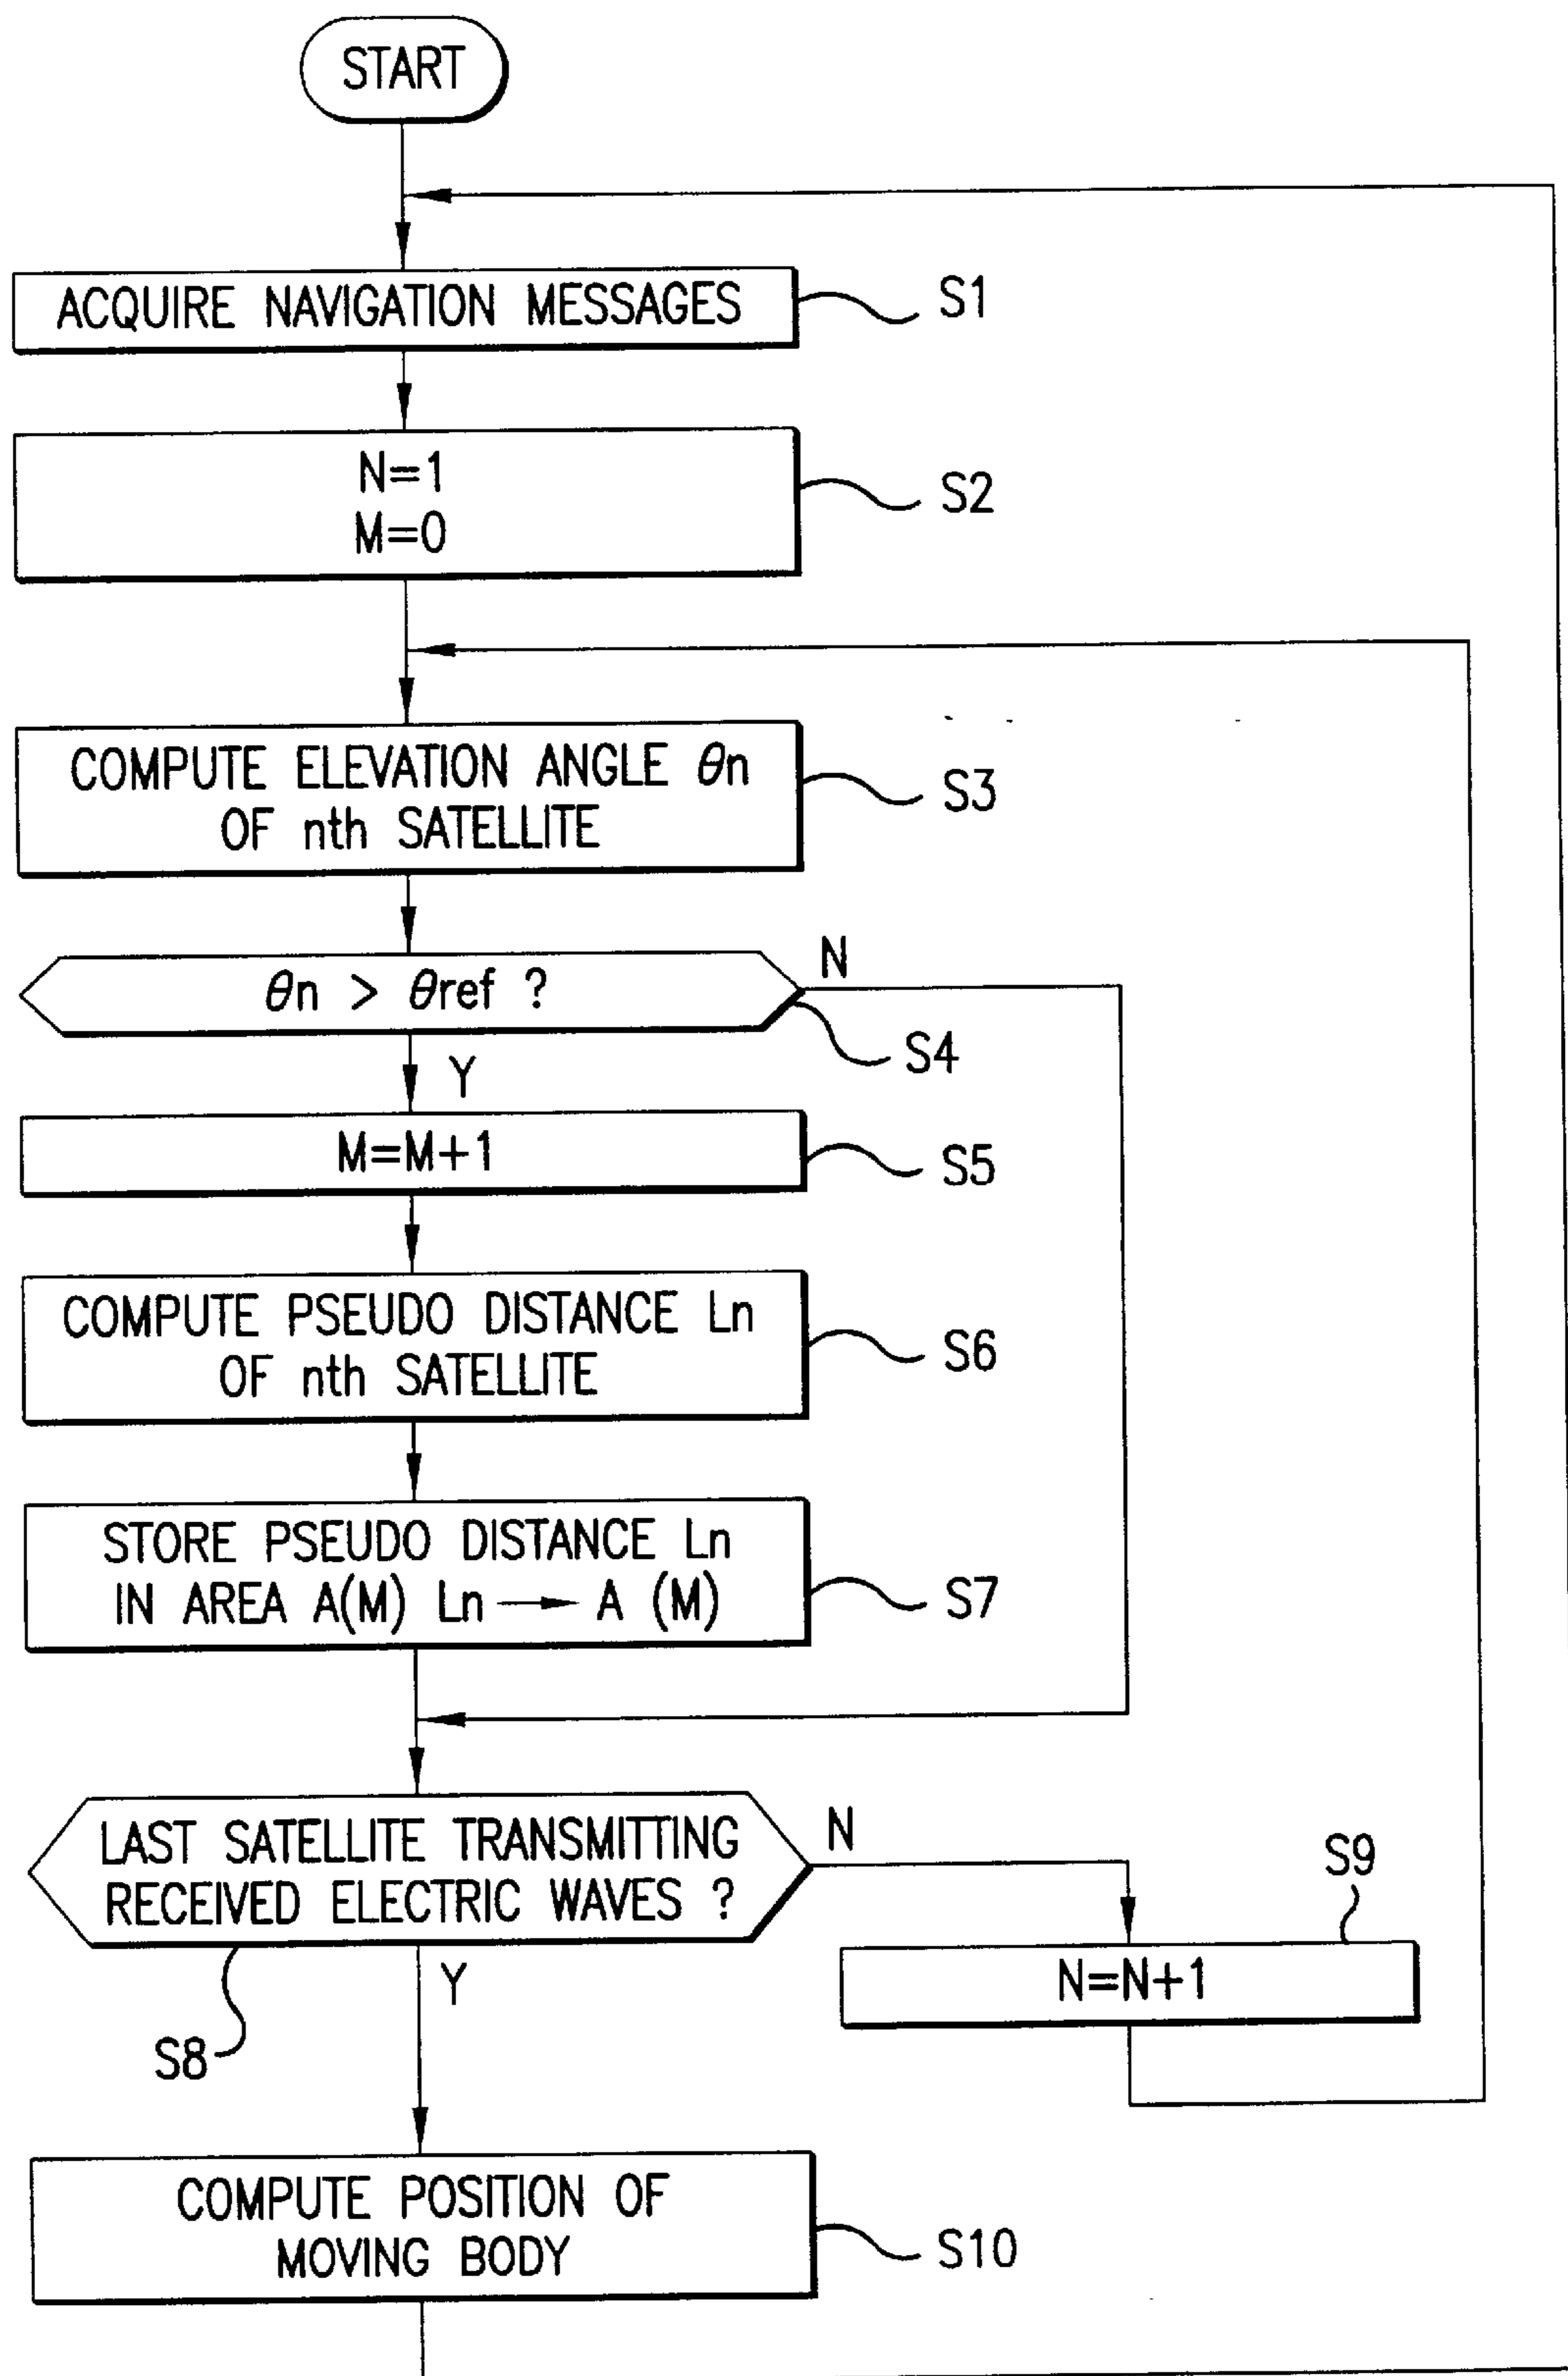 START
ACQUIRE NAVIGATION MESSAGES
S1
N=1
M=0
S2
COMPUTE ELEVATION ANGLE θn
OF nth SATELLITE
S3
θn > θref ?
N
S4
Y
M=M+1
S5
COMPUTE PSEUDO DISTANCE Ln
OF nth SATELLITE
S6
STORE PSEUDO DISTANCE Ln
IN AREA A(M) Ln → A (M)
S7
LAST SATELLITE TRANSMITTING
RECEIVED ELECTRIC WAVES ?
N
S9
Y
N=N+1
S8
COMPUTE POSITION OF
MOVING BODY
S10